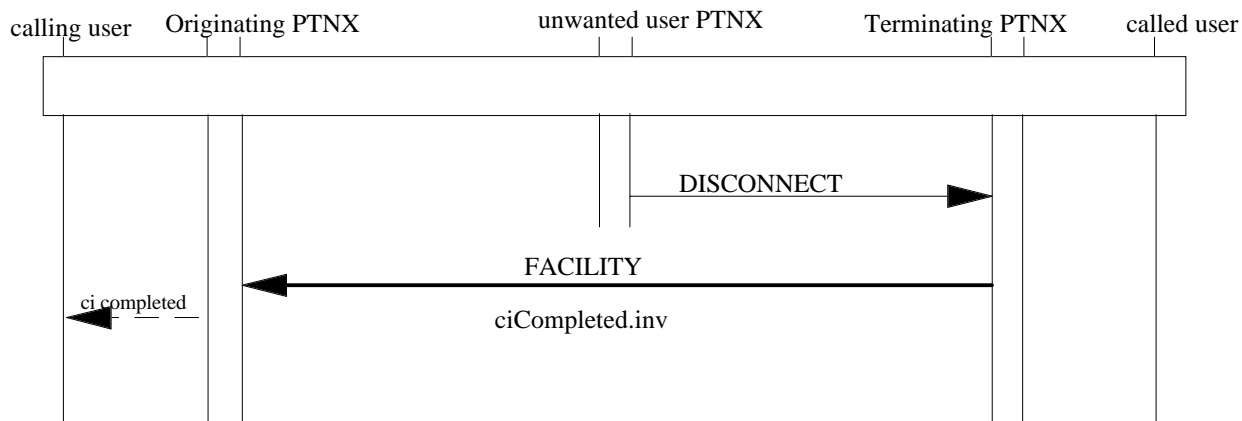 calling user
Originating PTNX
unwanted user PTNX
Terminating PTNX
called user
DISCONNECT
FACILITY
ci completed
ciCompleted.inv